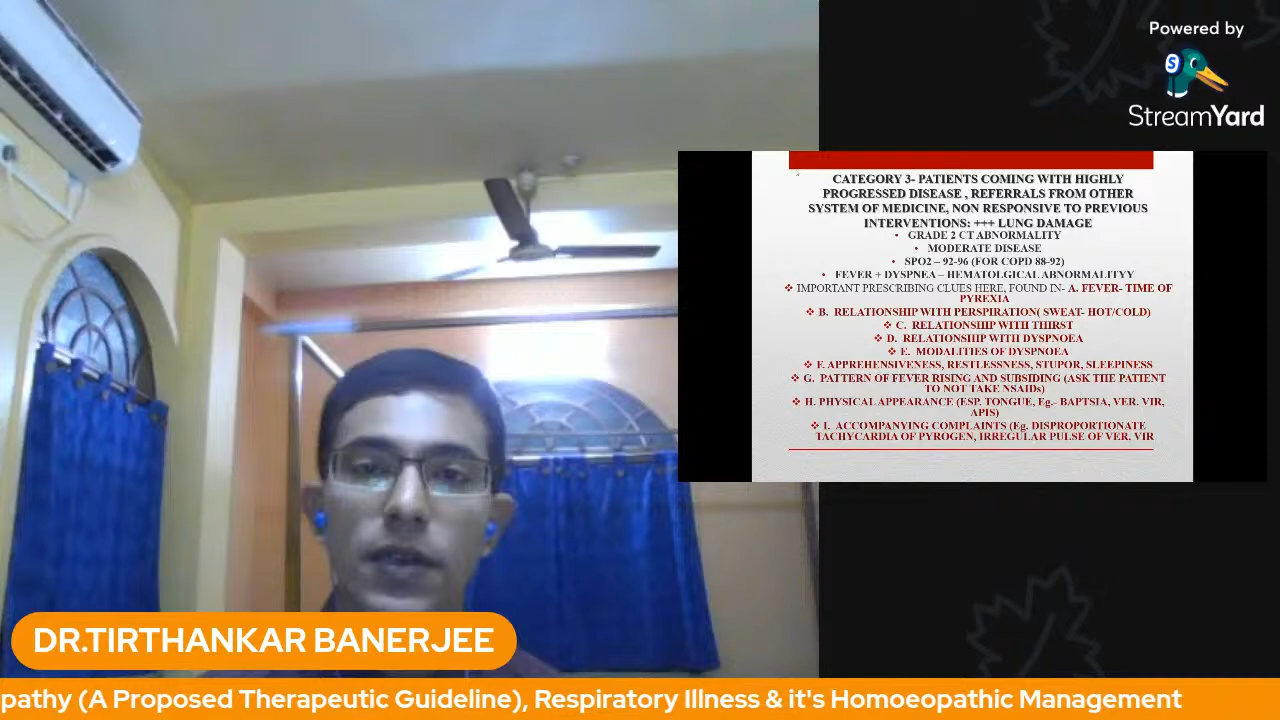 Powered by
StreamYard
CATEGORY 3- PATIENTS COMING WITH HIGHLY
PROGRESSED DISEASE , REFERRALS FROM OTHER
SYSTEM OF MEDICINE, NON RESPONSIVE TO PREVIOUS
INTERVENTIONS: +++ LUNG DAMAGE
• GRADE 2 CT ABNORMALITY
• MODERATE DISEASE
• SPO2 – 92-96 (FOR COPD 88-92)
• FEVER + DYSPNEA – HEMATOLGICAL ABNORMALITYY
❖ IMPORTANT PRESCRIBING CLUES HERE, FOUND IN- A. FEVER- TIME OF
PYREXIA
❖ B. RELATIONSHIP WITH PERSPIRATION( SWEAT- HOT/COLD)
❖ C. RELATIONSHIP WITH THIRST
❖ D. RELATIONSHIP WITH DYSPNOEA
❖ E. MODALITIES OF DYSPNOEA
❖ F. APPREHENSIVENESS, RESTLESSNESS, STUPOR, SLEEPINESS
❖ G. PATTERN OF FEVER RISING AND SUBSIDING (ASK THE PATIENT
TO NOT TAKE NSAIDs)
❖ H. PHYSICAL APPEARANCE (ESP. TONGUE, Eg.- BAPTSIA, VER. VIR,
APIS)
❖ I. ACCOMPANYING COMPLAINTS (Eg. DISPROPORTIONATE
TACHYCARDIA OF PYROGEN, IRREGULAR PULSE OF VER. VIR
DR.TIRTHANKAR BANERJEE
pathy (A Proposed Therapeutic Guideline), Respiratory Illness & it's Homoeopathic Management